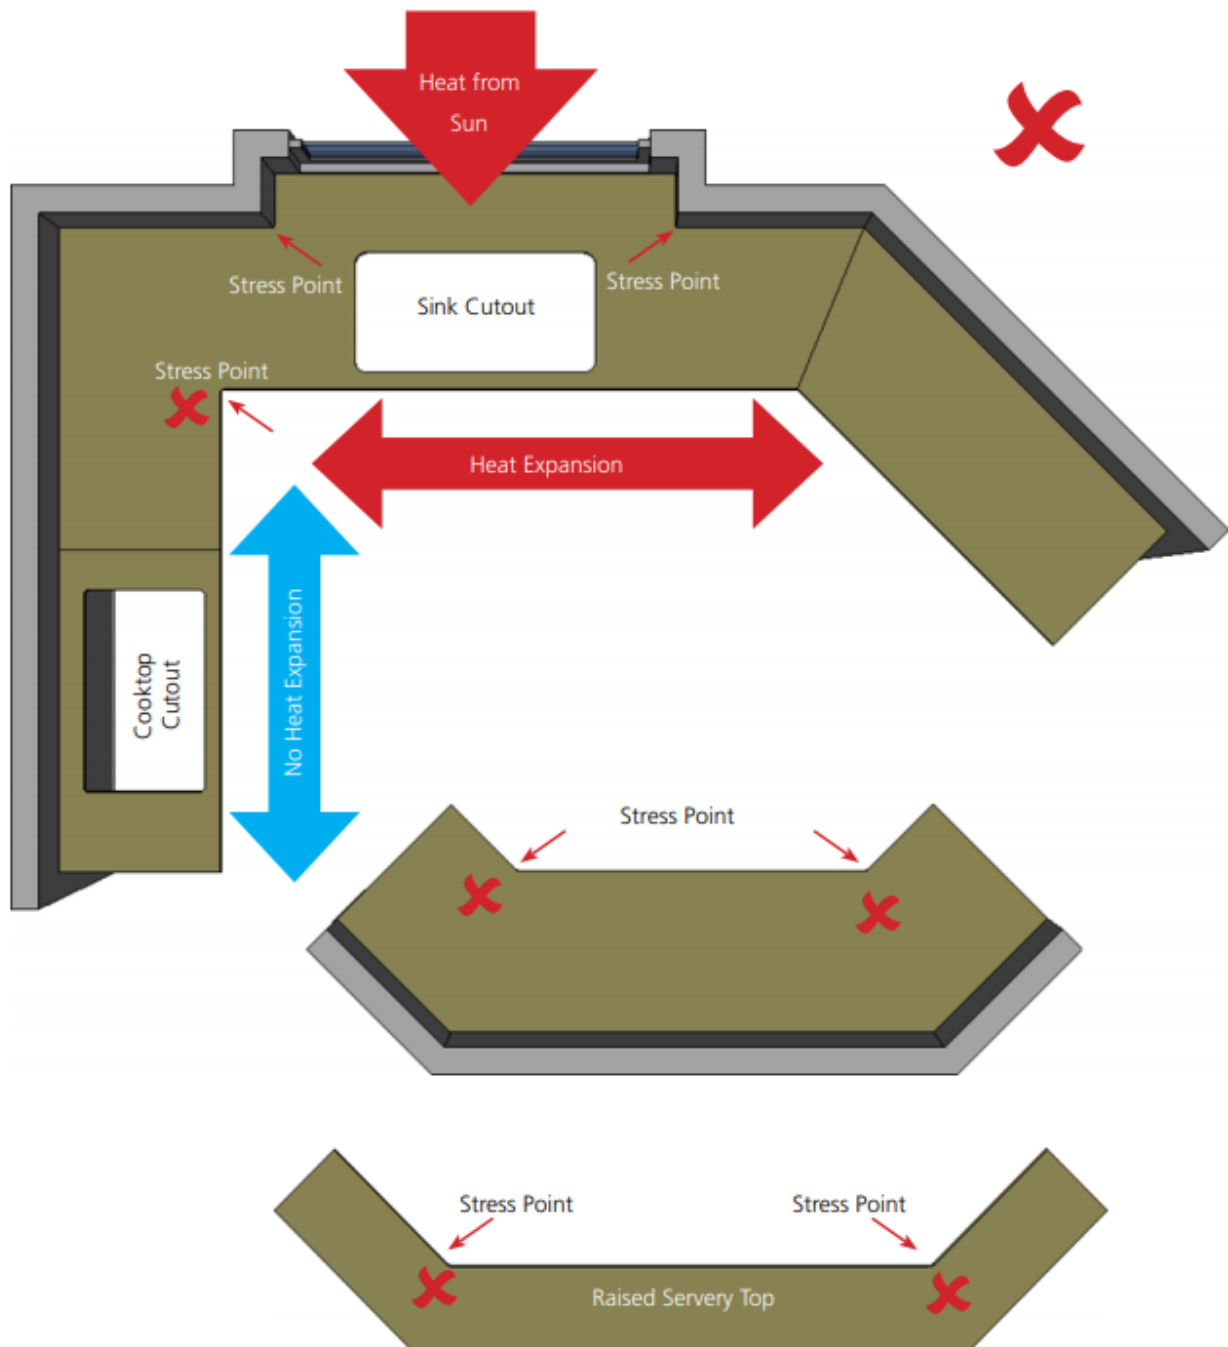 Heat from
Sun
Stress Point
Stress Point
Sink Cutout
Stress Point
Heat Expansion
No Heat Expansion
Cooktop
Cutout
Stress Point
Stress Point
Stress Point
Raised Servery Top